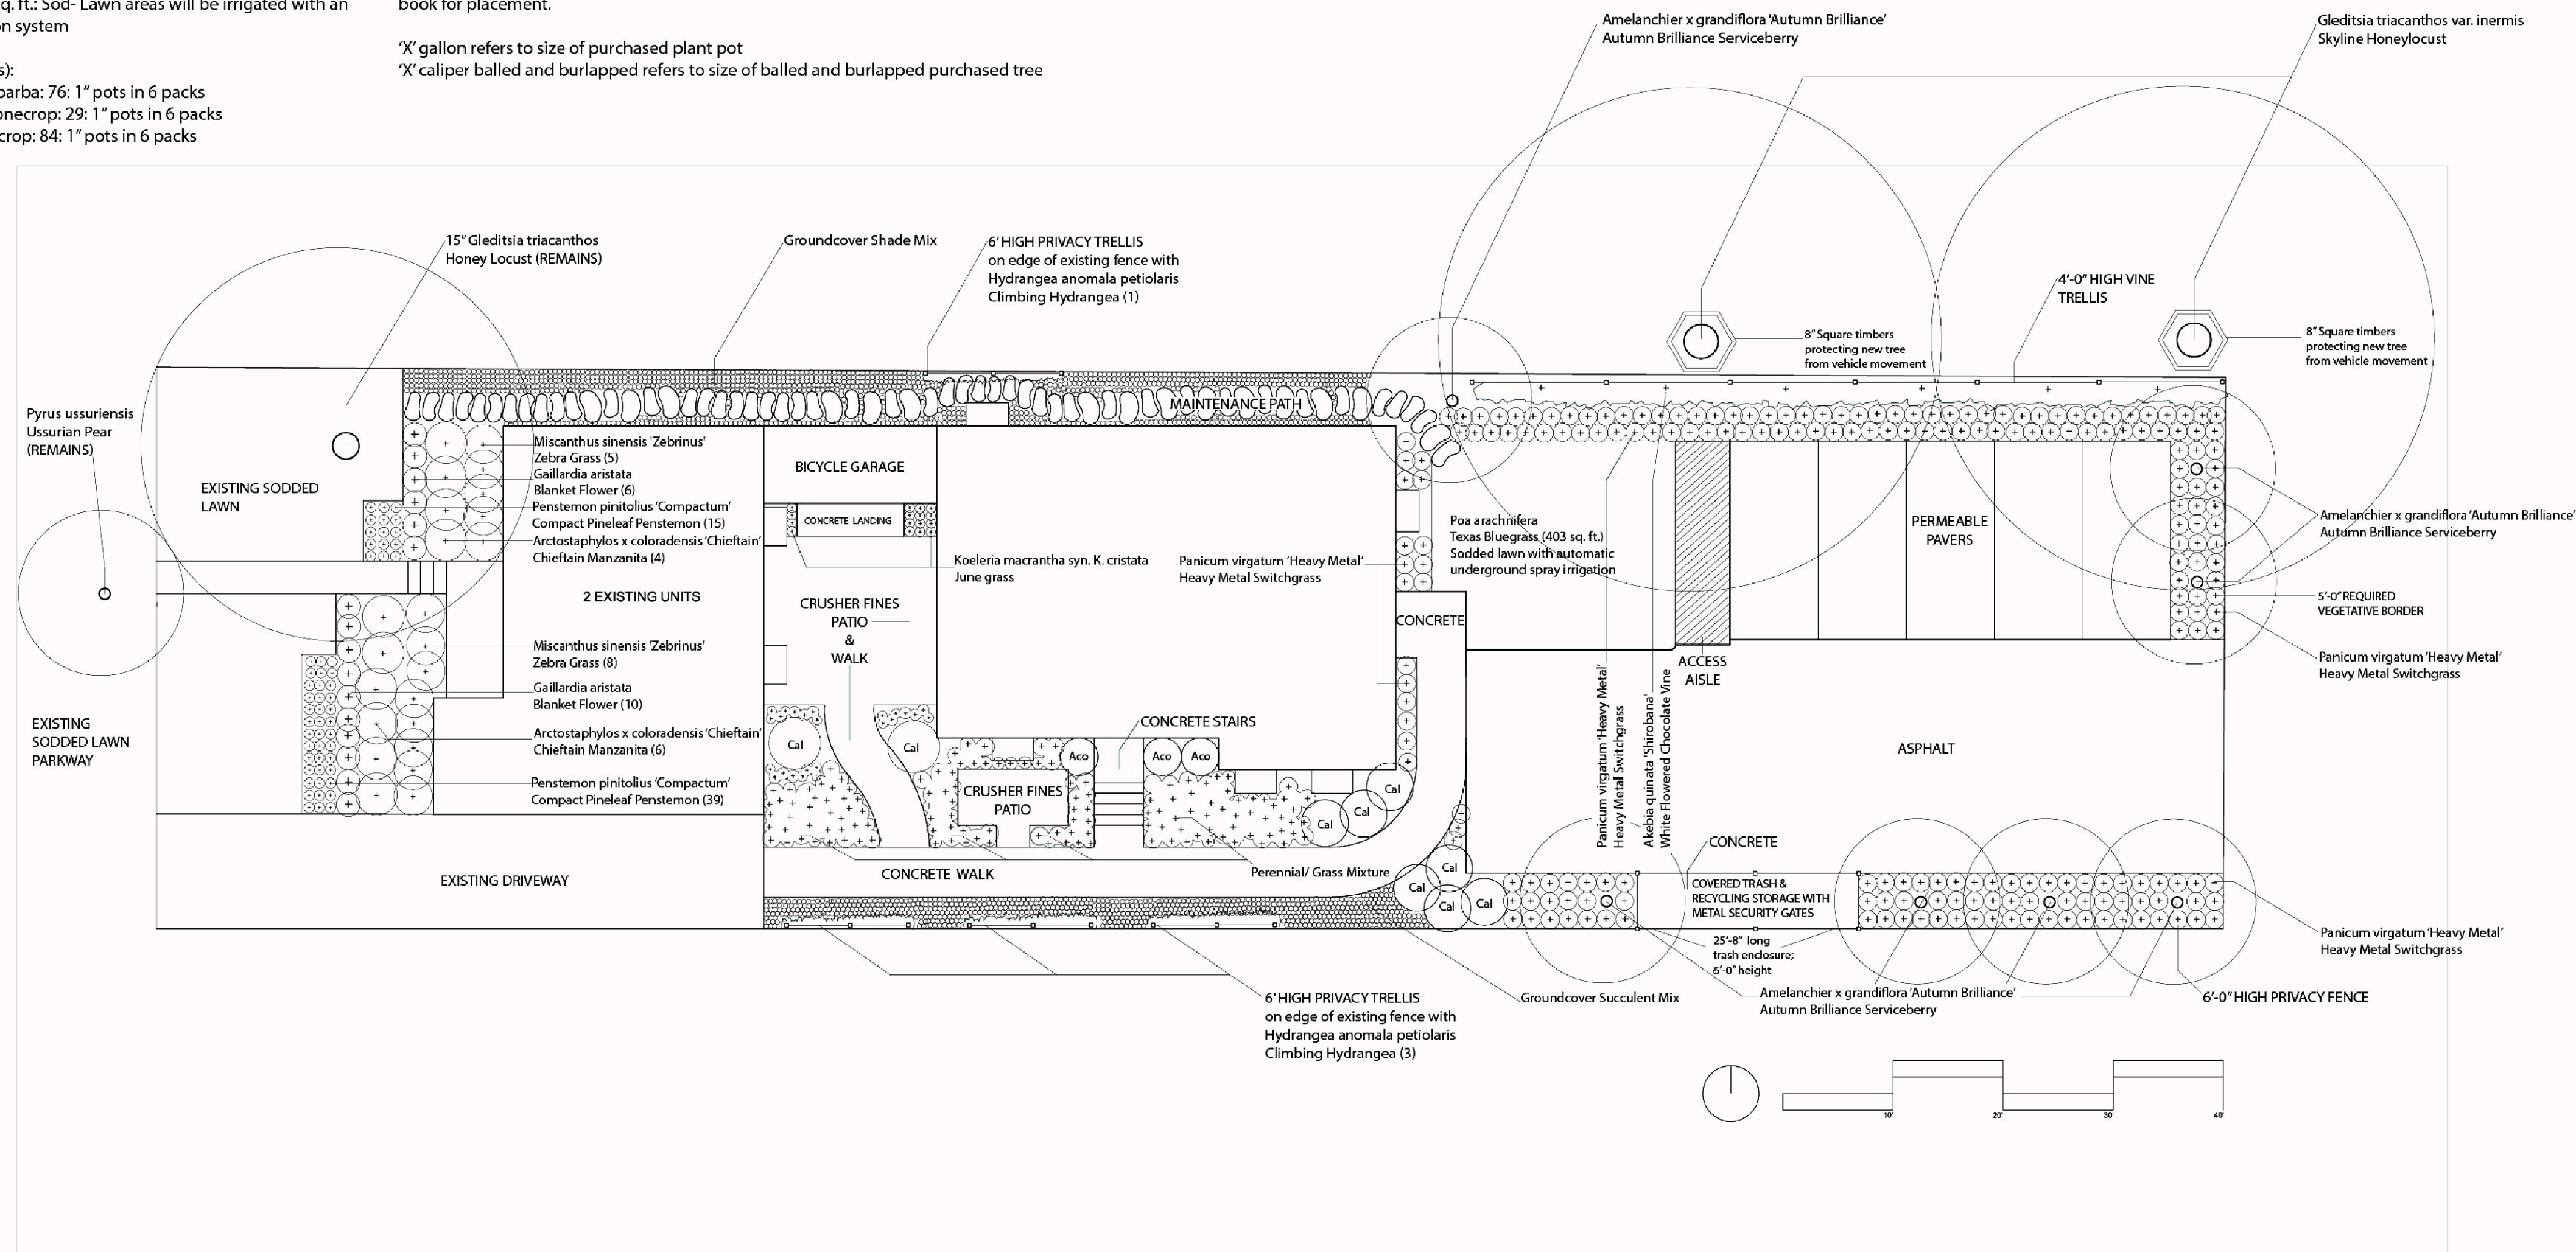 q. ft.: Sod- Lawn areas will be irrigated with an
on system
s):
barba: 76: 1” pots in 6 packs
onecrop: 29: 1” pots in 6 packs
crop: 84: 1” pots in 6 packs
book for placement.
‘X’ gallon refers to size of purchased plant pot
‘X’ caliper balled and burlapped refers to size of balled and burlapped purchased tree
Amelanchier x grandiflora ‘Autumn Brilliance’
Autumn Brilliance Serviceberry
Gleditsia triacanthos var. inermis
Skyline Honeylocust
15” Gleditsia triacanthos
Honey Locust (REMAINS)
Groundcover Shade Mix
6’ HIGH PRIVACY TRELLIS
on edge of existing fence with
Hydrangea anomala petiolaris
Climbing Hydrangea (1)
4’-0” HIGH VINE
TRELLIS
8” Square timbers
protecting new tree
from vehicle movement
8” Square timbers
protecting new tree
from vehicle movement
Pyrus ussuriensis
Ussurian Pear
(REMAINS)
MAINTENANCE PATH
EXISTING SODDED
LAWN
Miscanthus sinensis 'Zebrinus'
Zebra Grass (5)
Gaillardia aristata
Blanket Flower (6)
Penstemon pinitolius ‘Compactum’
Compact Pineleaf Penstemon (15)
Arctostaphylos x coloradensis ‘Chieftain’
Chieftain Manzanita (4)
2 EXISTING UNITS
BICYCLE GARAGE
CONCRETE LANDING
Koeleria macrantha syn. K. cristata
June grass
Panicum virgatum ‘Heavy Metal’
Heavy Metal Switchgrass
Poa arachnifera
Texas Bluegrass (403 sq. ft.)
Sodded lawn with automatic
underground spray irrigation
PERMEABLE
PAVERS
Amelanchier x grandiflora ‘Autumn Brilliance’
Autumn Brilliance Serviceberry
5’-0” REQUIRED
VEGETATIVE BORDER
Panicum virgatum ‘Heavy Metal’
Heavy Metal Switchgrass
CRUSHER FINES
PATIO
&
WALK
CONCRETE
ACCESS
AISLE
Miscanthus sinensis 'Zebrinus'
Zebra Grass (8)
Gaillardia aristata
Blanket Flower (10)
Arctostaphylos x coloradensis ‘Chieftain’
Chieftain Manzanita (6)
Penstemon pinitolius ‘Compactum’
Compact Pineleaf Penstemon (39)
EXISTING
SODDED LAWN
PARKWAY
CONCRETE STAIRS
Cal
Cal
Aco
Aco
Aco
CRUSHER FINES
PATIO
Cal
Cal
Cal
Panicum virgatum ‘Heavy Metal’
Heavy Metal Switchgrass
Akebia quinata ‘Shirobana’
White Flowered Chocolate Vine
ASPHALT
CONCRETE
EXISTING DRIVEWAY
CONCRETE WALK
Perennial/ Grass Mixture
Cal
Cal
Cal
Cal
COVERED TRASH &
RECYCLING STORAGE WITH
METAL SECURITY GATES
25’-8” long
trash enclosure;
6’-0” height
Panicum virgatum ‘Heavy Metal’
Heavy Metal Switchgrass
6’ HIGH PRIVACY TRELLIS
on edge of existing fence with
Hydrangea anomala petiolaris
Climbing Hydrangea (3)
Groundcover Succulent Mix
Amelanchier x grandiflora ‘Autumn Brilliance’
Autumn Brilliance Serviceberry
6’-0” HIGH PRIVACY FENCE
10’ 20’ 30’ 40’